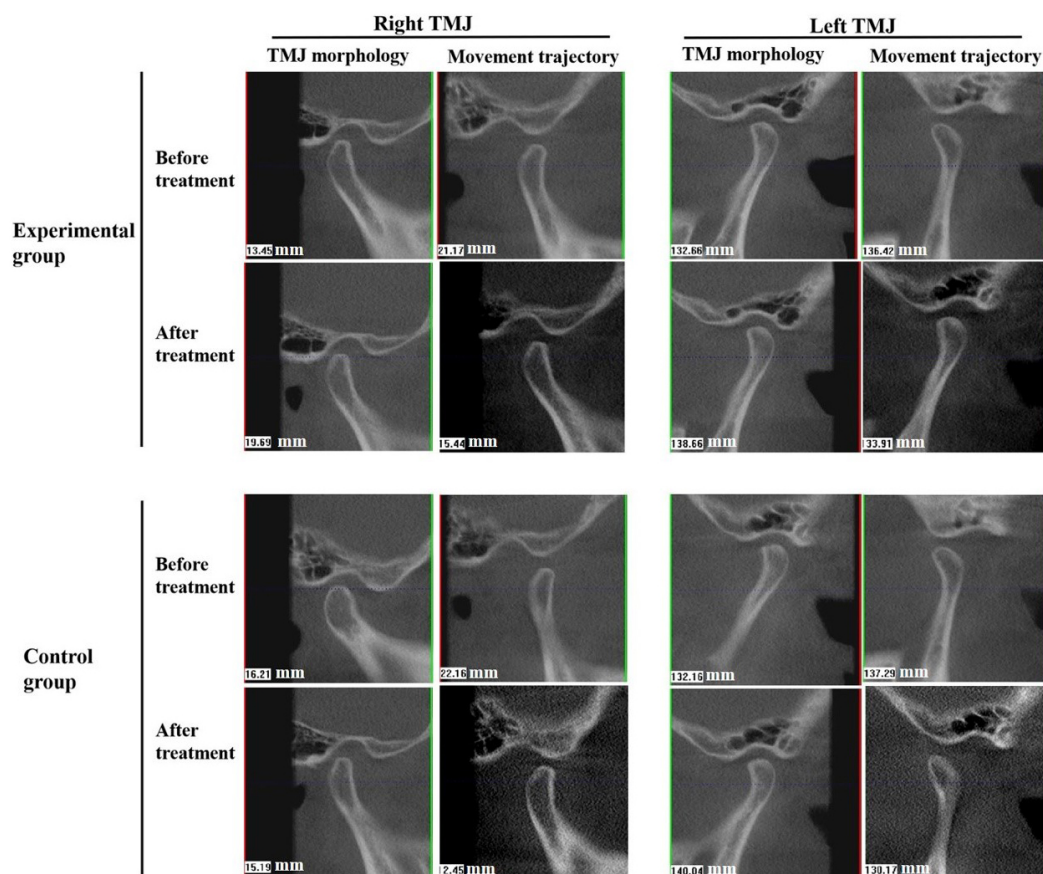 Right TMJ
Left TMJ
TMJ morphology
Movement trajectory
TMJ morphology
Movement trajectory
Experimental
group
Before
treatment
13.45 mm
21.17 mm
132.66 mm
136.42 mm
After
treatment
19.69 mm
15.44 mm
138.66 mm
133.91 mm
Control
group
Before
treatment
16.21 mm
22.16 mm
132.16 mm
137.29 mm
After
treatment
15.19 mm
12.45 mm
140.04 mm
130.17 mm